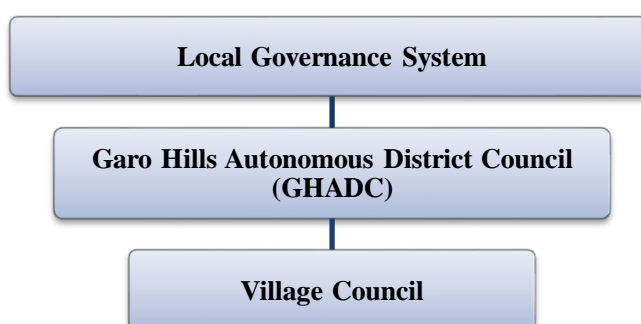 Local Governance System
Garo Hills Autonomous District Council
(GHADC)
Village Council